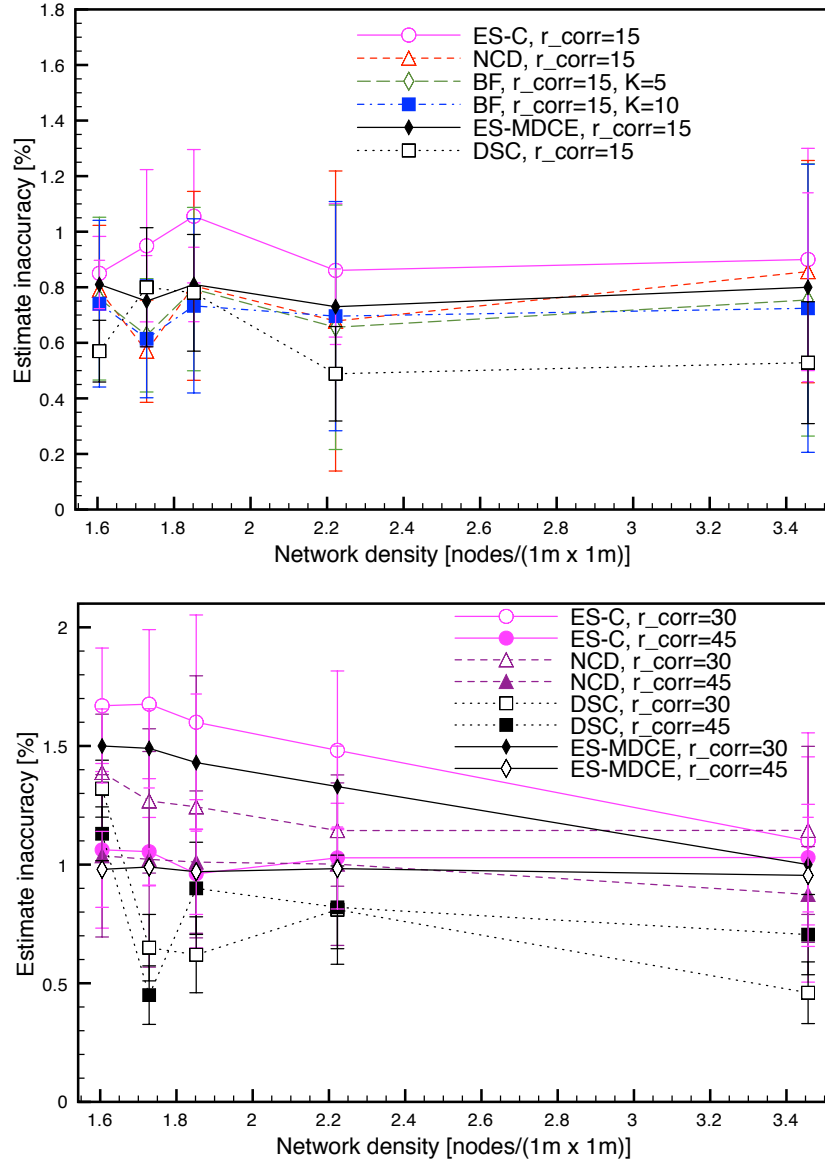 ES-C, r_corr=15
NCD, r_corr=15
BF, r_corr=15, K=5
BF, r_corr=15, K=10
ES-MDCE, r_corr=15
DSC, r_corr=15
Estimate inaccuracy [%]
1.8
1.6
1.4
1.2
1
0.8
0.6
0.4
0.2
0
1.6 1.8 2 2.2 2.4 2.6 2.8 3 3.2 3.4
Network density [nodes/(1m x 1m)]
ES-C, r_corr=30
ES-C, r_corr=45
NCD, r_corr=30
NCD, r_corr=45
DSC, r_corr=30
DSC, r_corr=45
ES-MDCE, r_corr=30
ES-MDCE, r_corr=45
Estimate inaccuracy [%]
2
1.5
1
0.5
0
1.6 1.8 2 2.2 2.4 2.6 2.8 3 3.2 3.4
Network density [nodes/(1m x 1m)]